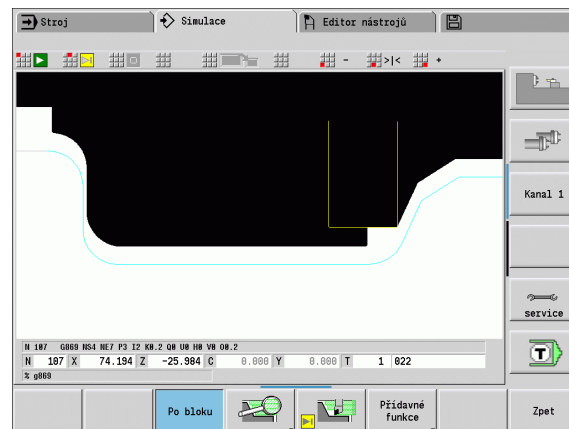 Stroj
Simulace
Editor nástrojů
- >|< +
Kanal 1
service
T
N 107 G869 NS4 NE7 P3 I2 K0.2 Q0 U0 H0 V0 O0.2
N 107 X 74.194 Z -25.984 C 0.000 Y 0.000 T 1 022
% g869
Po bloku
Přídavné
funkce
Zpet